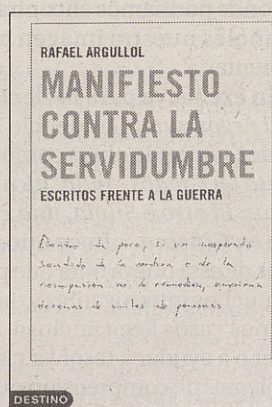 RAFAEL ARGULLOL
MANIFIESTO
CONTRA LA
SERVIDUMBRE
ESCRITOS FRENTE A LA GUERRA
Dentro de poco, si un inesperado
sentido de la cordura o de la
compasión no lo remedian, morirán
decenas de miles de personas
DESTINO